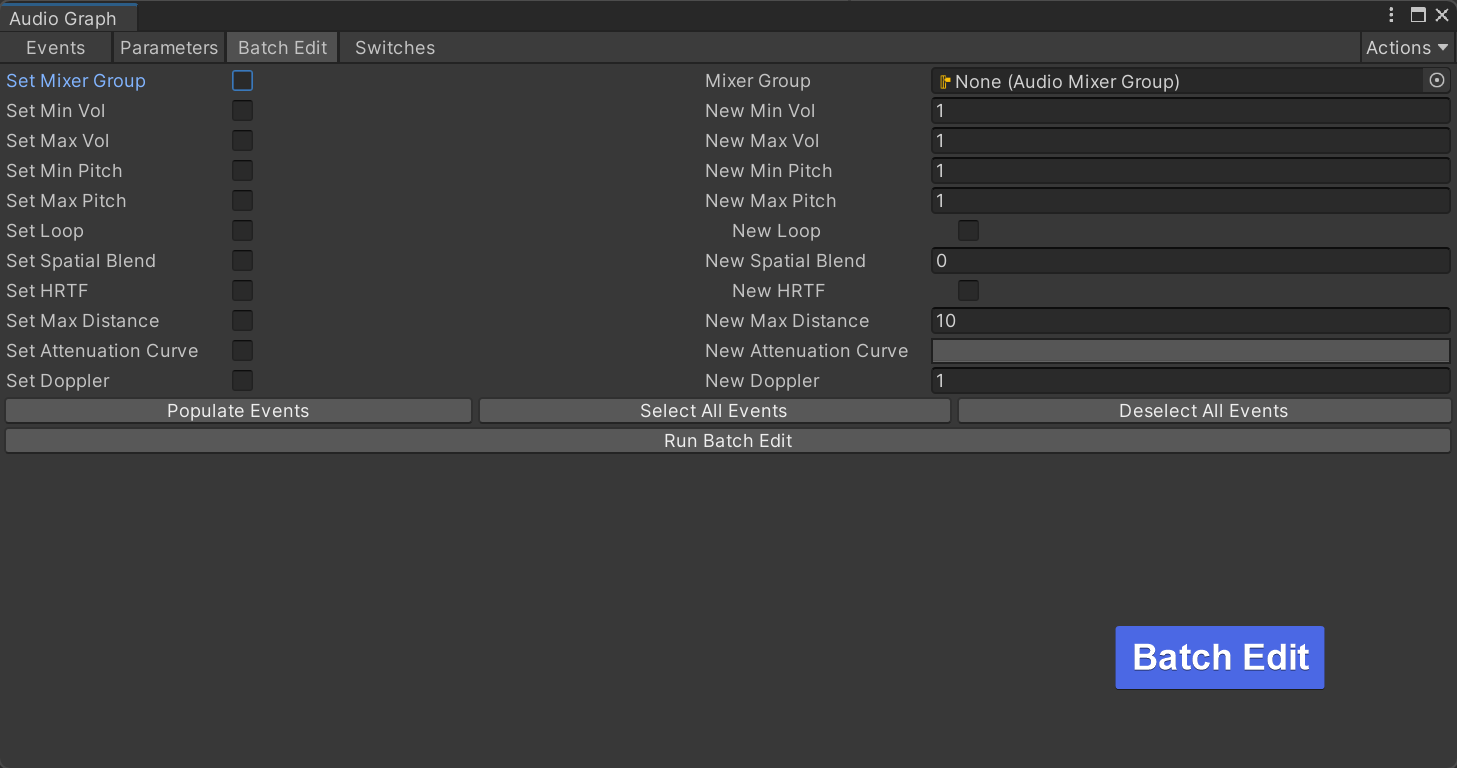 Audio Graph
Events Parameters Batch Edit Switches Actions
Set Mixer Group Mixer Group None (Audio Mixer Group)
Set Min Vol New Min Vol 1
Set Max Vol New Max Vol 1
Set Min Pitch New Min Pitch 1
Set Max Pitch New Max Pitch 1
Set Loop New Loop
Set Spatial Blend New Spatial Blend 0
Set HRTF New HRTF
Set Max Distance New Max Distance 10
Set Attenuation Curve New Attenuation Curve
Set Doppler New Doppler 1
Populate Events Select All Events Deselect All Events
Run Batch Edit
Batch Edit